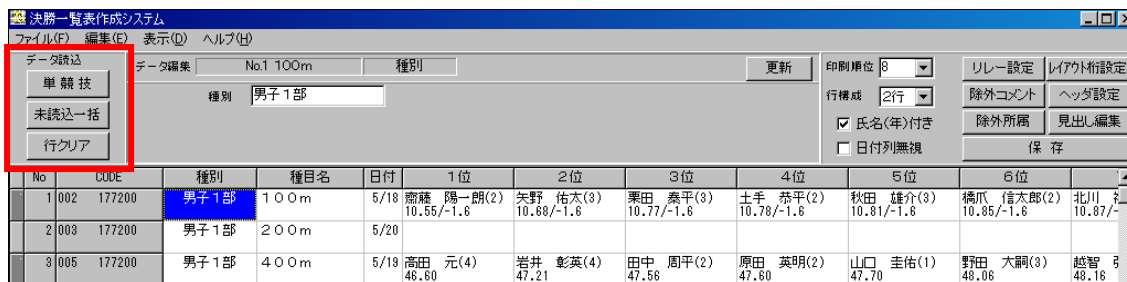 決勝一覧表作成システム
ファイル(F) 編集(E) 表示(D) ヘルプ(H)
データ読込
単 競 技
未読込一括
行クリア
データ編集 No.1 100m 種別 更新
種別 男子1部
印刷順位 8
行構成 2行
氏名(年)付き
日付列無視
リレー設定 レイアウト桁設定
除外コメント ヘッダ設定
除外所属 見出し編集
保 存
No CODE 種別 種目名 日付 1位 2位 3位 4位 5位 6位
1 002 177200 男子1部 100m 5/18 齋藤 陽一朗(2) 矢野 佑太(3) 栗田 泰平(3) 土手 恭平(2) 秋田 雄介(3) 橋爪 信太郎(2) 北川
10.55/-1.6 10.68/-1.6 10.77/-1.6 10.78/-1.6 10.81/-1.6 10.85/-1.6 10.87/-
2 003 177200 男子1部 200m 5/20
3 005 177200 男子1部 400m 5/19 高田 元(4) 岩井 彰英(4) 田中 周平(2) 原田 英明(2) 山口 圭佑(1) 野田 大嗣(3) 越智
46.60 47.21 47.56 47.60 47.70 48.06 48.16